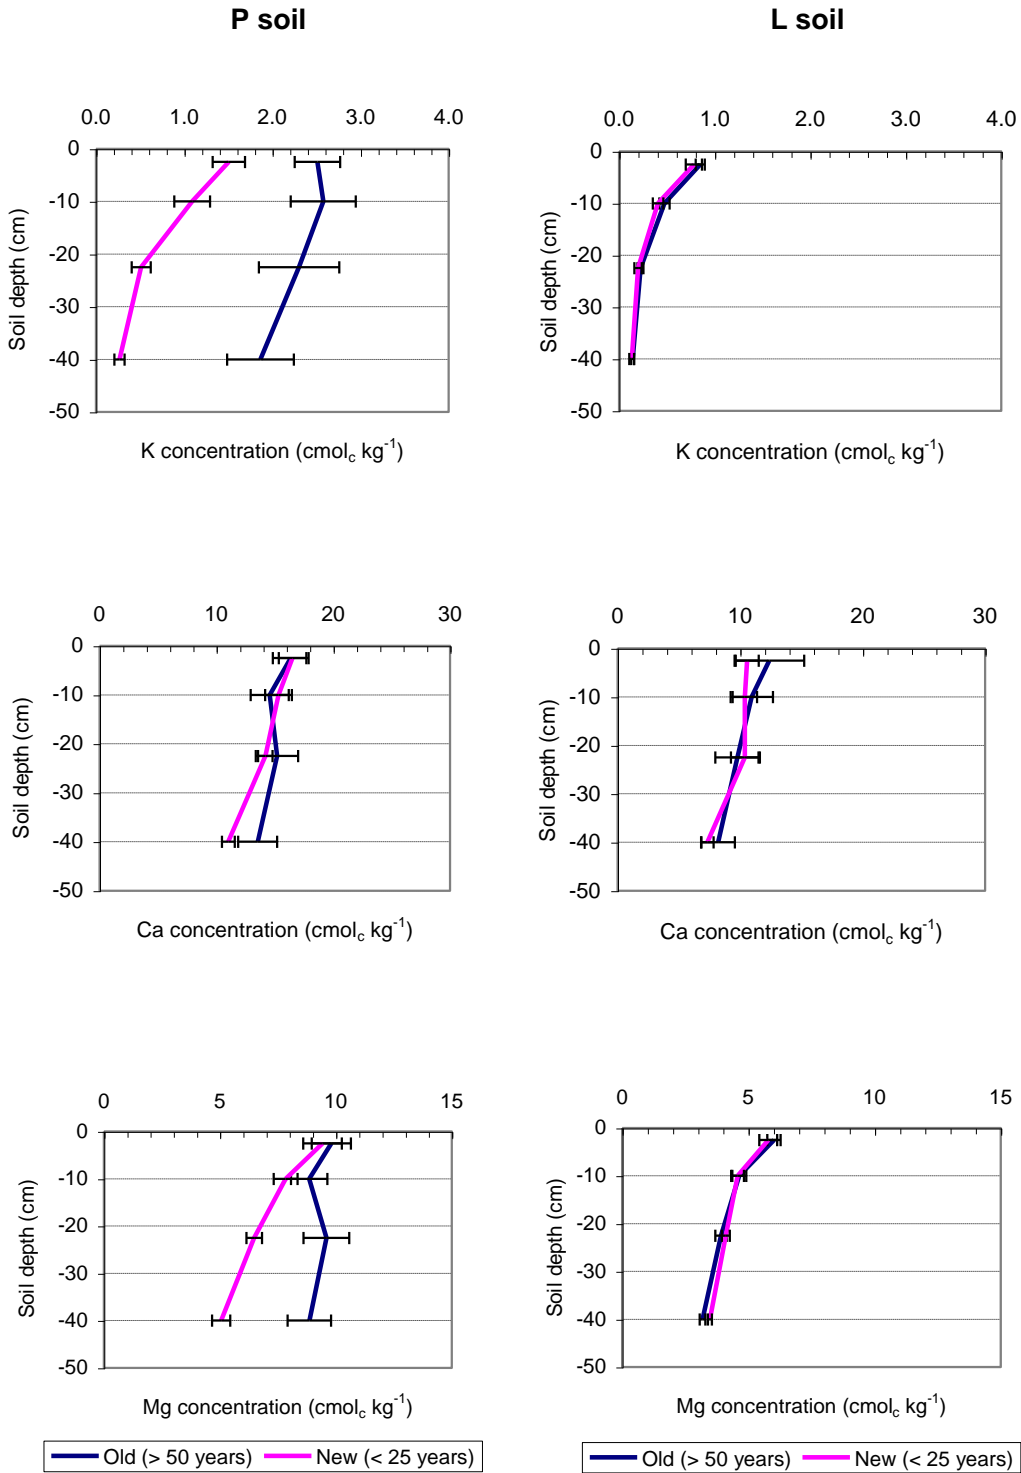 P soil
L soil
0.0 1.0 2.0 3.0 4.0
0
-10
-20
-30
-40
-50
Soil depth (cm)
K concentration (cmolc kg-1)
0.0 1.0 2.0 3.0 4.0
0
-10
-20
-30
-40
-50
Soil depth (cm)
K concentration (cmolc kg-1)
0 10 20 30
0
-10
-20
-30
-40
-50
Soil depth (cm)
Ca concentration (cmolc kg-1)
0 10 20 30
0
-10
-20
-30
-40
-50
Soil depth (cm)
Ca concentration (cmolc kg-1)
0 5 10 15
0
-10
-20
-30
-40
-50
Soil depth (cm)
Mg concentration (cmolc kg-1)
Old (> 50 years) New (< 25 years)
0 5 10 15
0
-10
-20
-30
-40
-50
Soil depth (cm)
Mg concentration (cmolc kg-1)
Old (> 50 years) New (< 25 years)